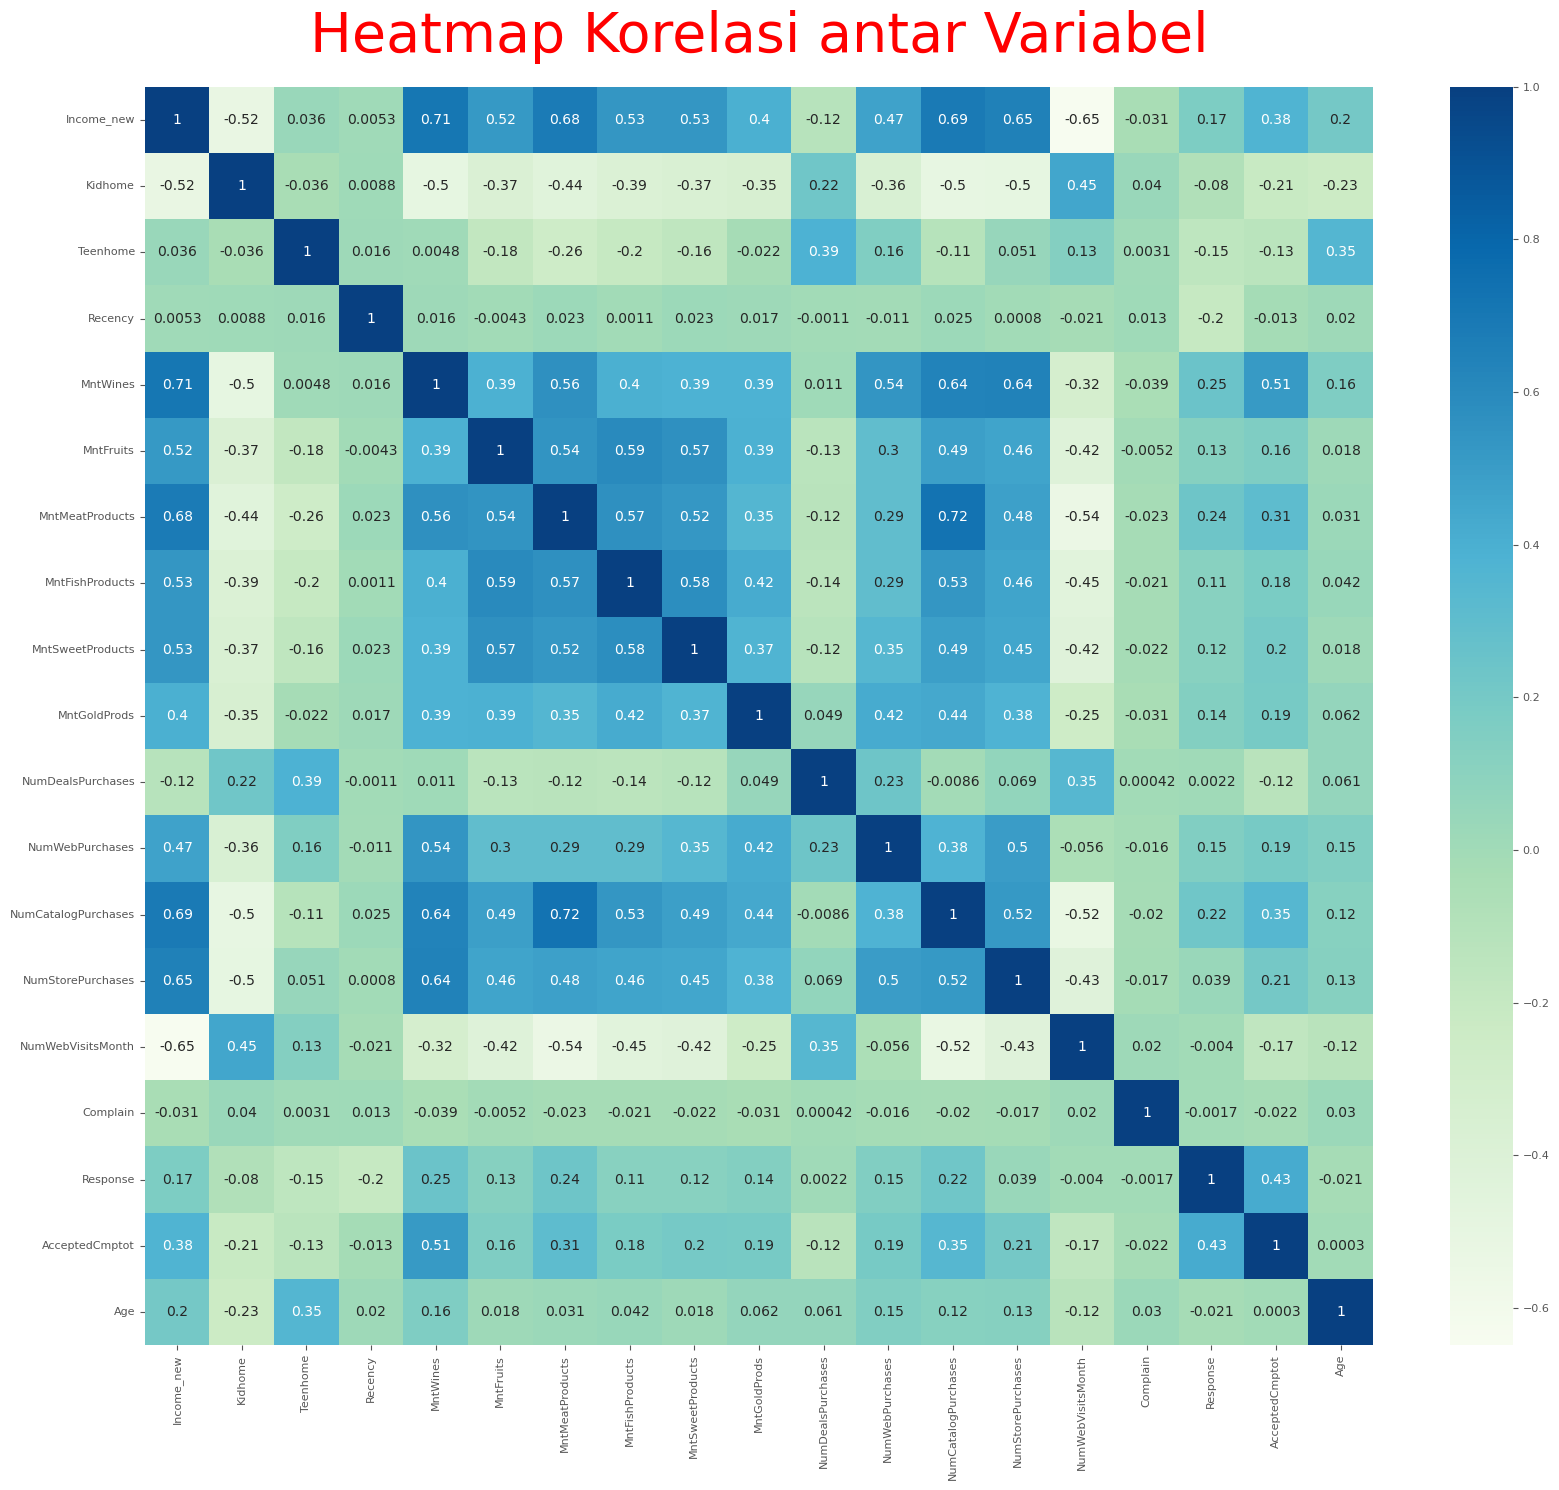 Heatmap Korelasi antar Variabel
Income_new 1 -0.52 0.036 0.0053 0.71 0.52 0.68 0.53 0.53 0.4 -0.12 0.47 0.69 0.65 -0.65 -0.031 0.17 0.38 0.2
Kidhome -0.52 1 -0.036 0.0088 -0.5 -0.37 -0.44 -0.39 -0.37 -0.35 0.22 -0.36 -0.5 -0.5 0.45 0.04 -0.08 -0.21 -0.23
Teenhome 0.036 -0.036 1 0.016 0.0048 -0.18 -0.26 -0.2 -0.16 -0.022 0.39 0.16 -0.11 0.051 0.13 0.0031 -0.15 -0.13 0.35
Recency 0.0053 0.0088 0.016 1 0.016 -0.0043 0.023 0.0011 0.023 0.017 -0.0011 -0.011 0.025 0.0008 -0.021 0.013 -0.2 -0.013 0.02
MntWines 0.71 -0.5 0.0048 0.016 1 0.39 0.56 0.4 0.39 0.39 0.011 0.54 0.64 0.64 -0.32 -0.039 0.25 0.51 0.16
MntFruits 0.52 -0.37 -0.18 -0.0043 0.39 1 0.54 0.59 0.57 0.39 -0.13 0.3 0.49 0.46 -0.42 -0.0052 0.13 0.16 0.018
MntMeatProducts 0.68 -0.44 -0.26 0.023 0.56 0.54 1 0.57 0.52 0.35 -0.12 0.29 0.72 0.48 -0.54 -0.023 0.24 0.31 0.031
MntFishProducts 0.53 -0.39 -0.2 0.0011 0.4 0.59 0.57 1 0.58 0.42 -0.14 0.29 0.53 0.46 -0.45 -0.021 0.11 0.18 0.042
MntSweetProducts 0.53 -0.37 -0.16 0.023 0.39 0.57 0.52 0.58 1 0.37 -0.12 0.35 0.49 0.45 -0.42 -0.022 0.12 0.2 0.018
MntGoldProds 0.4 -0.35 -0.022 0.017 0.39 0.39 0.35 0.42 0.37 1 0.049 0.42 0.44 0.38 -0.25 -0.031 0.14 0.19 0.062
NumDealsPurchases -0.12 0.22 0.39 -0.0011 0.011 -0.13 -0.12 -0.14 -0.12 0.049 1 0.23 -0.0086 0.069 0.35 0.00042 0.0022 -0.12 0.061
NumWebPurchases 0.47 -0.36 0.16 -0.011 0.54 0.3 0.29 0.29 0.35 0.42 0.23 1 0.38 0.5 -0.056 -0.016 0.15 0.19 0.15
NumCatalogPurchases 0.69 -0.5 -0.11 0.025 0.64 0.49 0.72 0.53 0.49 0.44 -0.0086 0.38 1 0.52 -0.52 -0.02 0.22 0.35 0.12
NumStorePurchases 0.65 -0.5 0.051 0.0008 0.64 0.46 0.48 0.46 0.45 0.38 0.069 0.5 0.52 1 -0.43 -0.017 0.039 0.21 0.13
NumWebVisitsMonth -0.65 0.45 0.13 -0.021 -0.32 -0.42 -0.54 -0.45 -0.42 -0.25 0.35 -0.056 -0.52 -0.43 1 0.02 -0.004 -0.17 -0.12
Complain -0.031 0.04 0.0031 0.013 -0.039 -0.0052 -0.023 -0.021 -0.022 -0.031 0.00042 -0.016 -0.02 -0.017 0.02 1 -0.0017 -0.022 0.03
Response 0.17 -0.08 -0.15 -0.2 0.25 0.13 0.24 0.11 0.12 0.14 0.0022 0.15 0.22 0.039 -0.004 -0.0017 1 0.43 -0.021
AcceptedCmptot 0.38 -0.21 -0.13 -0.013 0.51 0.16 0.31 0.18 0.2 0.19 -0.12 0.19 0.35 0.21 -0.17 -0.022 0.43 1 0.0003
Age 0.2 -0.23 0.35 0.02 0.16 0.018 0.031 0.042 0.018 0.062 0.061 0.15 0.12 0.13 -0.12 0.03 -0.021 0.0003 1
Income_new
Kidhome
Teenhome
Recency
MntWines
MntFruits
MntMeatProducts
MntFishProducts
MntSweetProducts
MntGoldProds
NumDealsPurchases
NumWebPurchases
NumCatalogPurchases
NumStorePurchases
NumWebVisitsMonth
Complain
Response
AcceptedCmptot
Age
1.0
0.8
0.6
0.4
0.2
0.0
−0.2
−0.4
−0.6